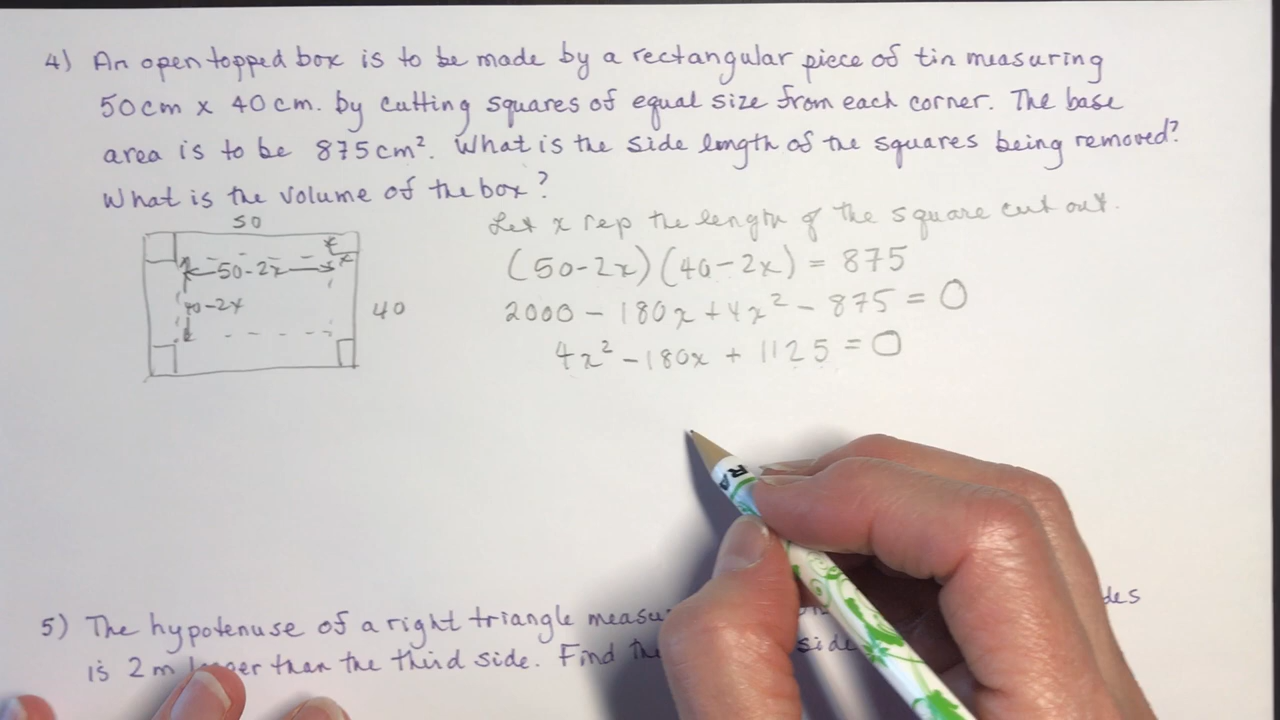 4) An open topped box is to be made by a rectangular piece of tin measuring
50cm x 40cm. by cutting squares of equal size from each corner. The base
area is to be 875cm². What is the side length of the squares being removed?
What is the volume of the box?
50
x
x
50-2x
40-2x
40
Let x rep the length of the square cut out.
(50-2x)(40-2x) = 875
2000 - 180x + 4x² - 875 = 0
4x² - 180x + 1125 = 0
RA
5) The hypotenuse of a right triangle
is 2m than the third side. Find side